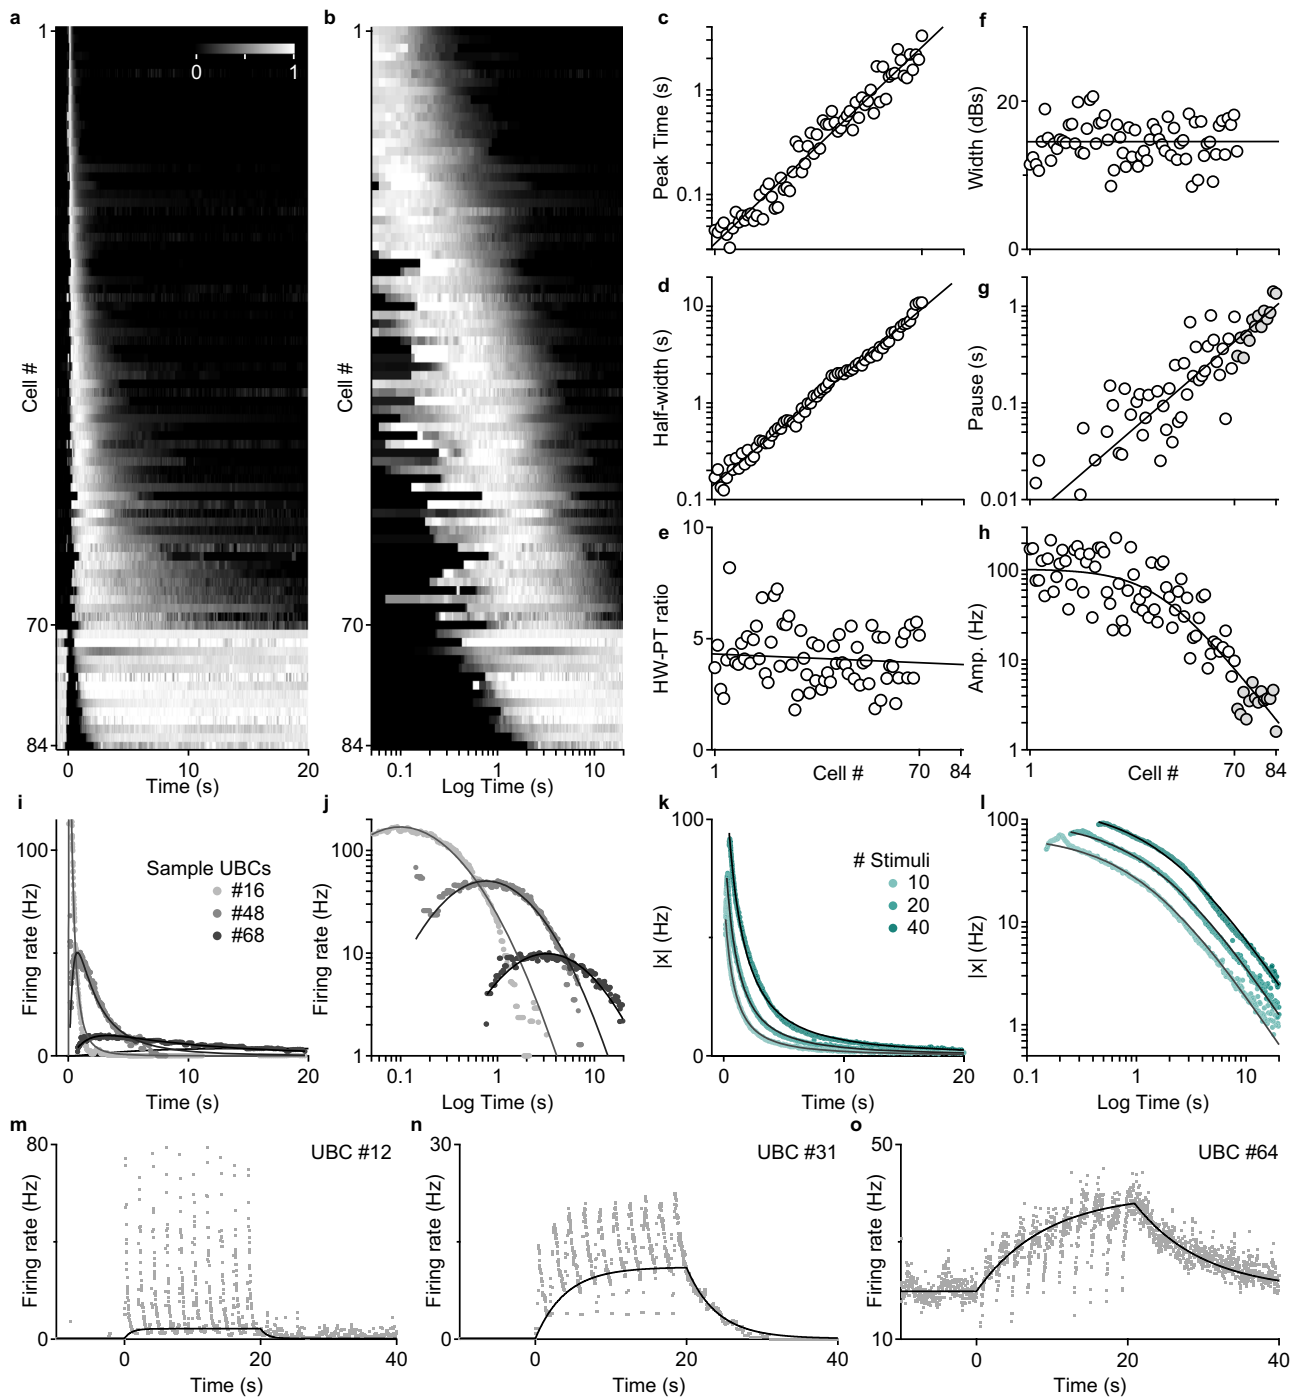 a
1
70
84
Cell #
0
1
0
10
20
Time (s)
b
1
70
84
Cell #
0.1
1
10
Log Time (s)
c
1
0.1
Peak Time (s)
d
10
1
0.1
Half-width (s)
e
10
5
0
HW-PT ratio
1
70
84
Cell #
f
20
0
Width (dBs)
g
1
0.1
0.01
Pause (s)
h
100
10
1
Amp. (Hz)
1
70
84
Cell #
i
100
0
Firing rate (Hz)
Sample UBCs
#16
#48
#68
0
10
20
Time (s)
j
100
10
1
Firing rate (Hz)
0.1
1
10
Log Time (s)
k
100
0
|x| (Hz)
# Stimuli
10
20
40
0
10
20
Time (s)
l
100
10
1
|x| (Hz)
0.1
1
10
Log Time (s)
m
80
0
Firing rate (Hz)
UBC #12
0
20
40
Time (s)
n
30
0
Firing rate (Hz)
UBC #31
0
20
40
Time (s)
o
50
10
Firing rate (Hz)
UBC #64
0
20
40
Time (s)